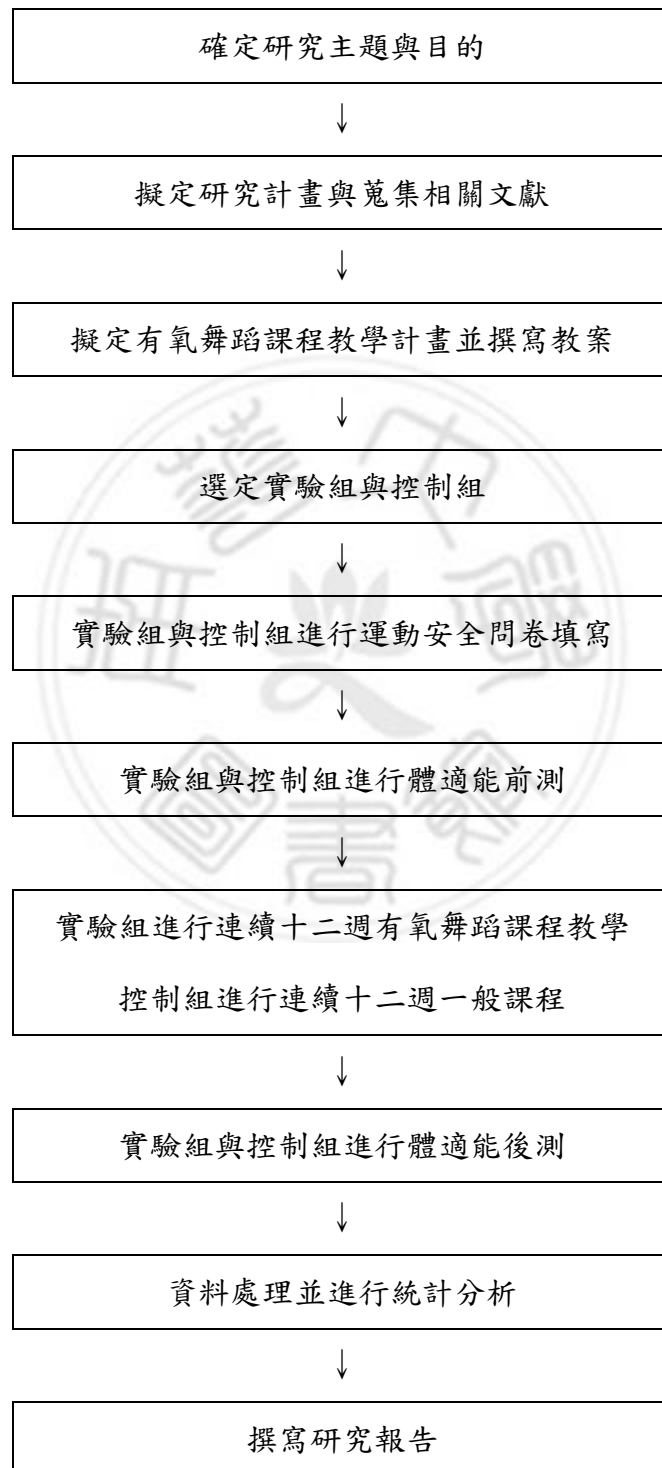 確定研究主題與目的
↓
擬定研究計畫與蒐集相關文獻
↓
擬定有氧舞蹈課程教學計畫並撰寫教案
↓
選定實驗組與控制組
↓
實驗組與控制組進行運動安全問卷填寫
↓
實驗組與控制組進行體適能前測
↓
實驗組進行連續十二週有氧舞蹈課程教學
控制組進行連續十二週一般課程
↓
實驗組與控制組進行體適能後測
↓
資料處理並進行統計分析
↓
撰寫研究報告